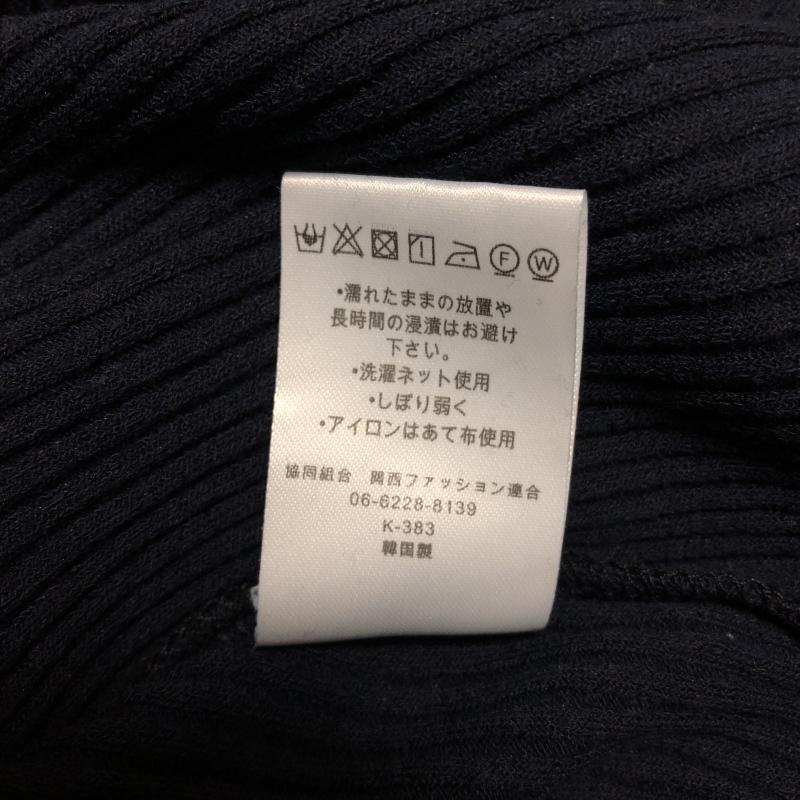 F W
•濡れたままの放置や
長時間の浸漬はお避け
下さい。
•洗濯ネット使用
•しぼり弱く
•アイロンはあて布使用
協同組合 関西ファッション連合
06-6228-8139
K-383
韓国製